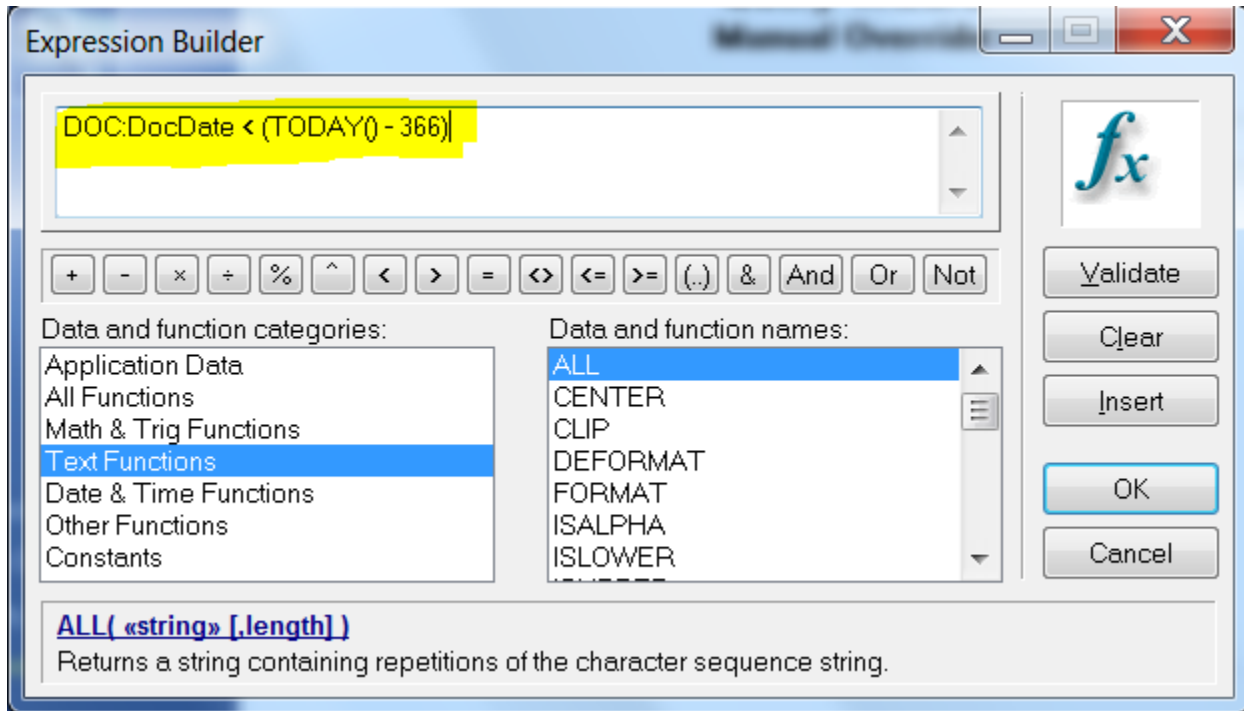 Expression Builder
Manual Override
DOC:DocDate < (TODAY() - 366)
fx
+ - × ÷ % ^ < > = <> <= >= (..) & And Or Not
Validate
Data and function categories: Data and function names:
Clear
Application Data ALL
All Functions CENTER
Insert
Math & Trig Functions CLIP
Text Functions DEFORMAT
Date & Time Functions FORMAT
OK
Other Functions ISALPHA
Constants ISLOWER
Cancel
ALL( «string» [,length] )
Returns a string containing repetitions of the character sequence string.